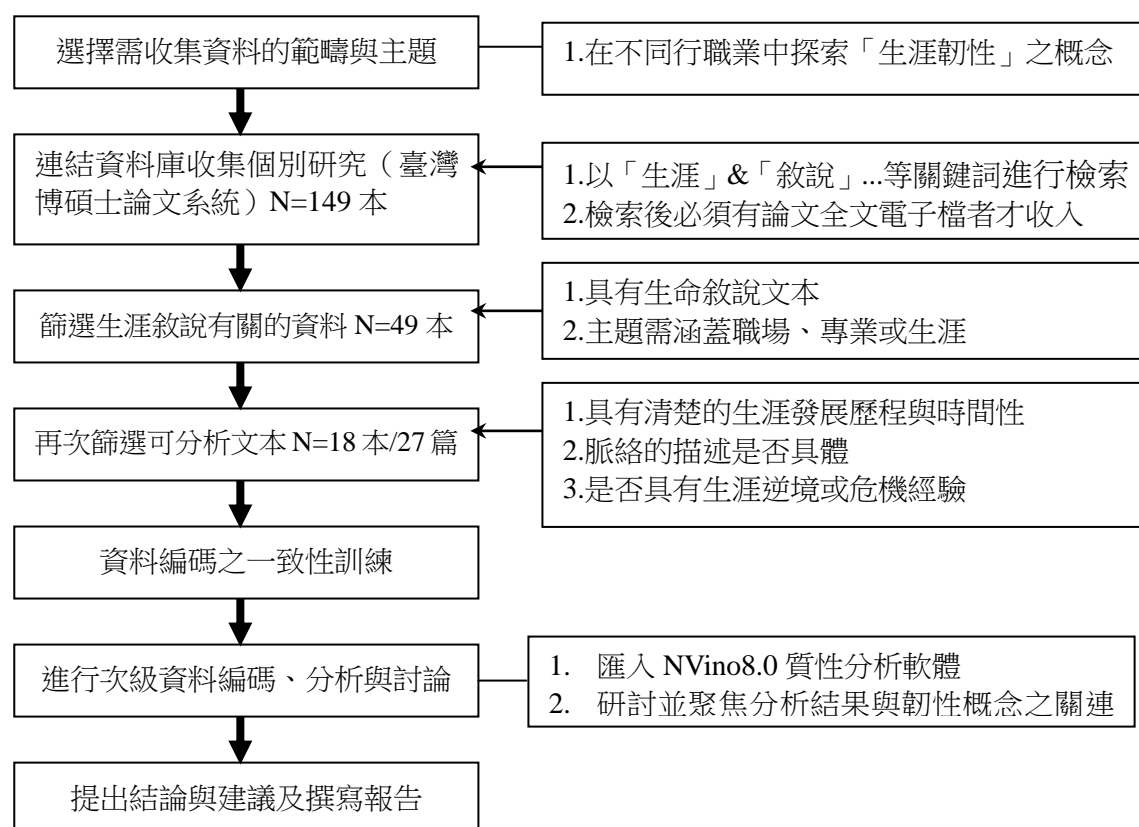 選擇需收集資料的範疇與主題
1.在不同行職業中探索「生涯韌性」之概念
連結資料庫收集個別研究（臺灣
博碩士論文系統）N=149 本
1.以「生涯」&「敘說」...等關鍵詞進行檢索
2.檢索後必須有論文全文電子檔者才收入
篩選生涯敘說有關的資料 N=49 本
1.具有生命敘說文本
2.主題需涵蓋職場、專業或生涯
再次篩選可分析文本 N=18 本/27 篇
1.具有清楚的生涯發展歷程與時間性
2.脈絡的描述是否具體
3.是否具有生涯逆境或危機經驗
資料編碼之一致性訓練
進行次級資料編碼、分析與討論
1. 匯入 NVino8.0 質性分析軟體
2. 研討並聚焦分析結果與韌性概念之關連
提出結論與建議及撰寫報告